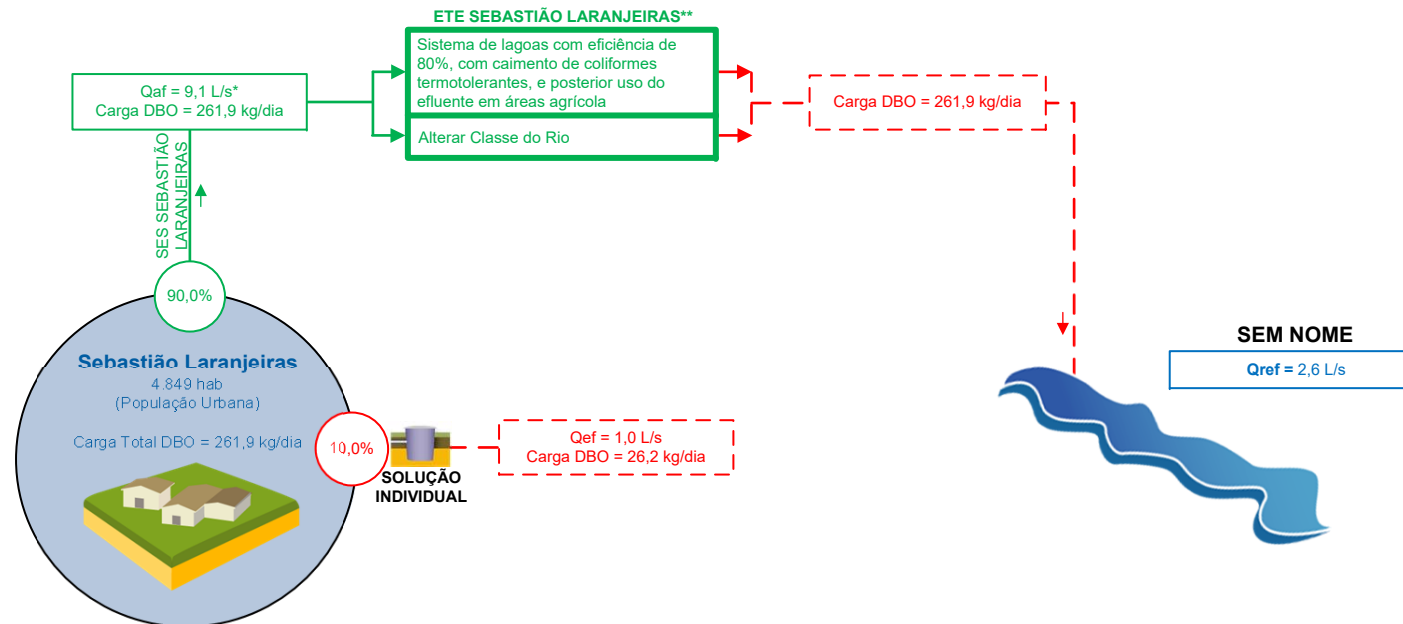 ETE SEBASTIÃO LARANJEIRAS**
Sistema de lagoas com eficiência de
80%, com caimento de coliformes
termotolerantes, e posterior uso do
efluente em áreas agrícola
Alterar Classe do Rio
Qaf = 9,1 L/s*
Carga DBO = 261,9 kg/dia
Carga DBO = 261,9 kg/dia
SES SEBASTIÃO
LARANJEIRAS
90,0%
Sebastião Laranjeiras
4.849 hab
(População Urbana)
Carga Total DBO = 261,9 kg/dia
10,0%
SOLUÇÃO
INDIVIDUAL
Qef = 1,0 L/s
Carga DBO = 26,2 kg/dia
SEM NOME
Qref = 2,6 L/s